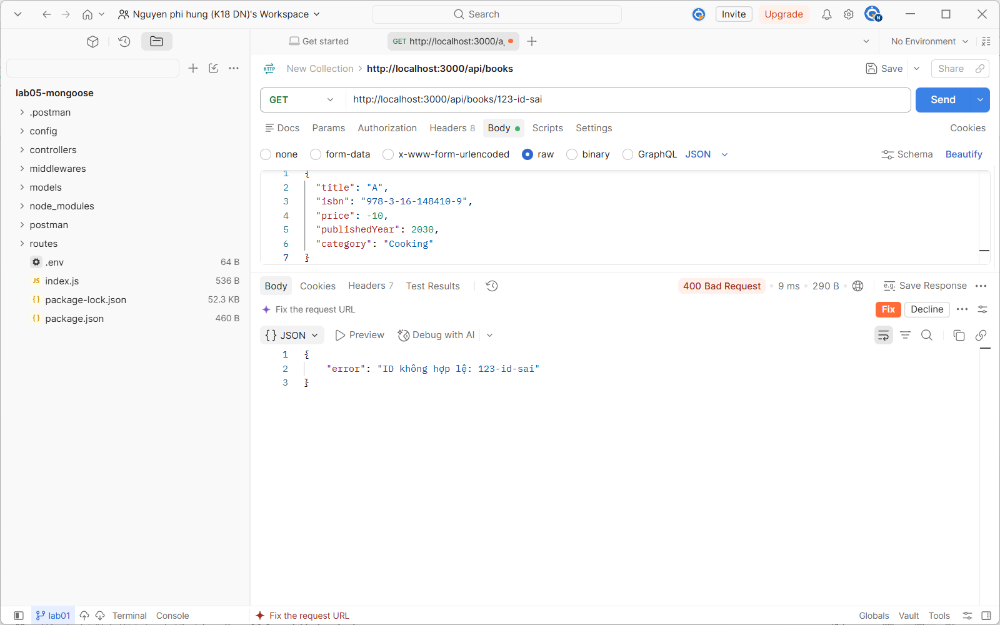 Nguyen phi hung (K18 DN)'s Workspace
Search
Invite
Upgrade
N
Get started
GET http://localhost:3000/a
No Environment
lab05-mongoose
.postman
config
controllers
middlewares
models
node_modules
postman
routes
.env 64 B
JS index.js 536 B
{} package-lock.json 52.3 KB
{} package.json 460 B
HTTP New Collection > http://localhost:3000/api/books
Save
Share
GET http://localhost:3000/api/books/123-id-sai
Send
Docs Params Authorization Headers 8 Body Scripts Settings Cookies
none form-data x-www-form-urlencoded raw binary GraphQL JSON Schema Beautify
1 {
2 "title": "A",
3 "isbn": "978-3-16-148410-9",
4 "price": -10,
5 "publishedYear": 2030,
6 "category": "Cooking"
7 }
Body Cookies Headers 7 Test Results
400 Bad Request • 9 ms • 290 B •
e.g. Save Response
Fix the request URL
Fix Decline
{} JSON Preview Debug with AI
1 {
2 "error": "ID không hợp lệ: 123-id-sai"
3 }
lab01 Terminal Console
Fix the request URL
Globals Vault Tools